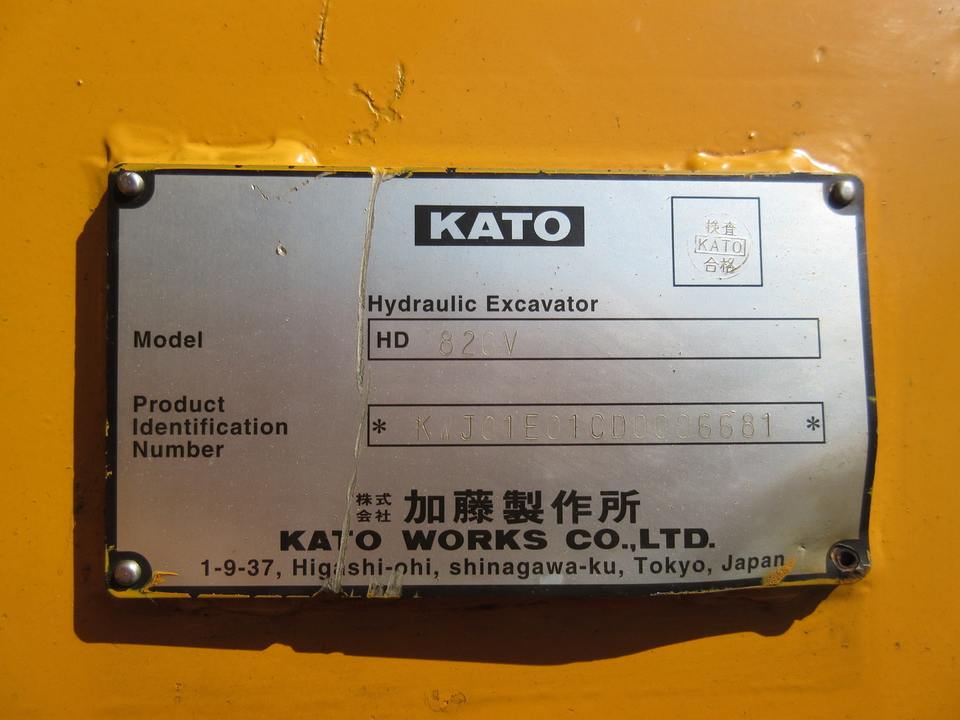 KATO
検査
KATO
合格
Hydraulic Excavator
Model HD 820V
Product
Identification
Number
* KWJ01E01CD0006681 *
株式会社 加藤製作所
KATO WORKS CO.,LTD.
1-9-37, Higashi-ohi, shinagawa-ku, Tokyo, Japan